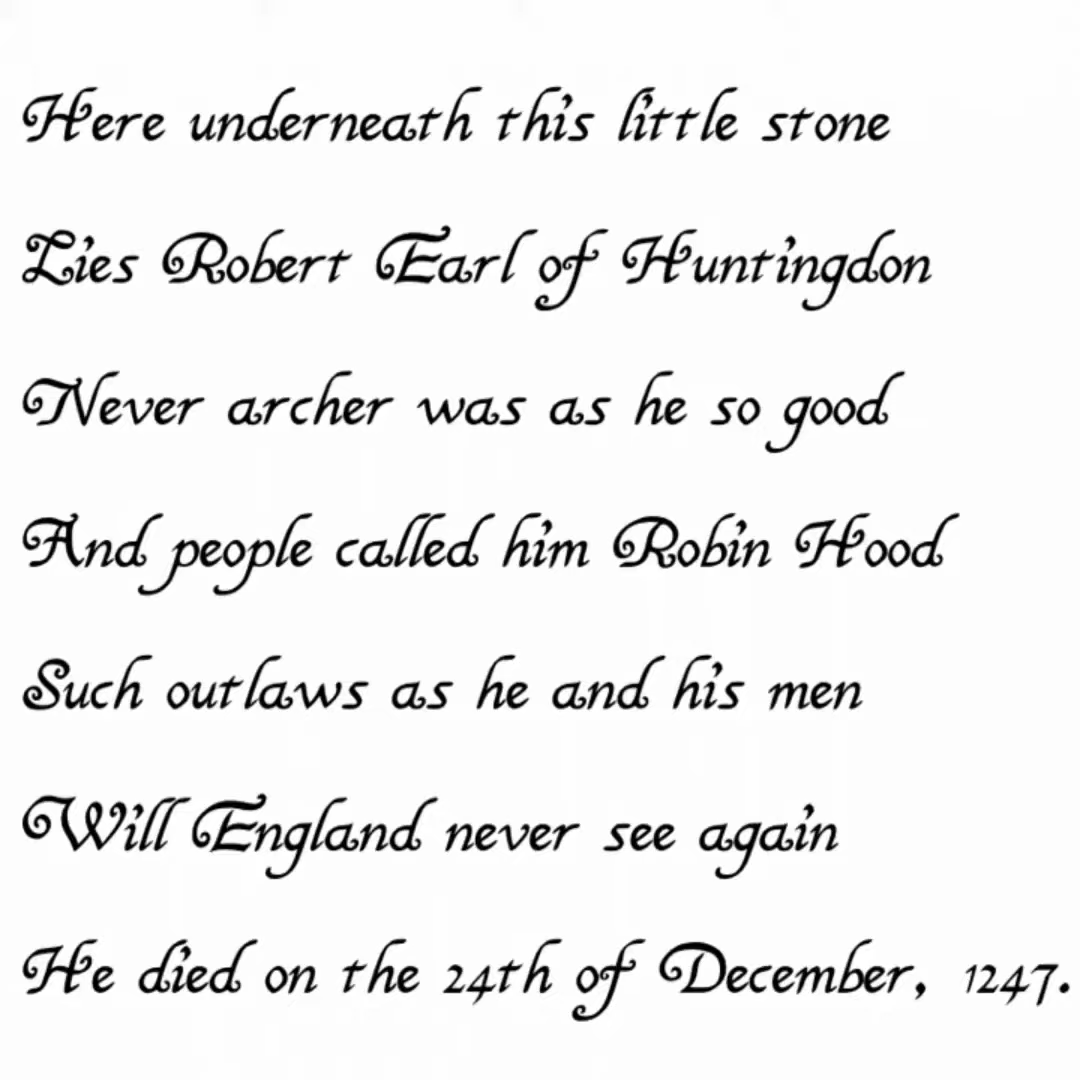 Here underneath this little stone
Lies Robert Earl of Huntingdon
Never archer was as he so good
And people called him Robin Hood
Such outlaws as he and his men
Will England never see again
He died on the 24th of December, 1247.